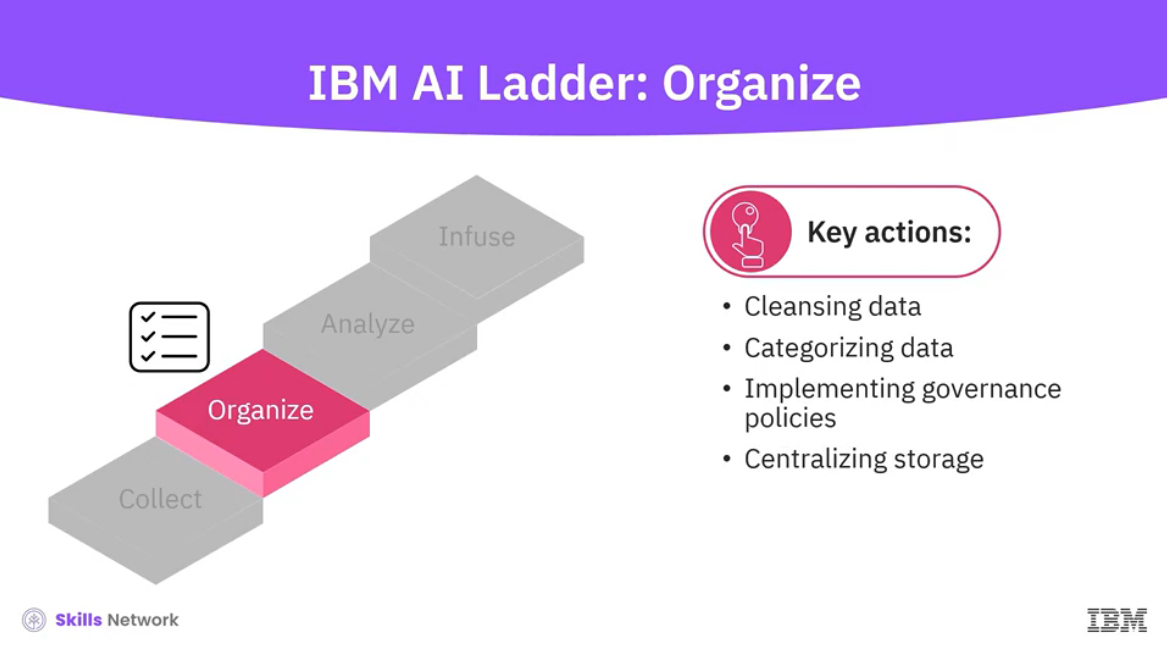 IBM AI Ladder: Organize
Infuse
Analyze
Organize
Collect
Key actions:
• Cleansing data
• Categorizing data
• Implementing governance
policies
• Centralizing storage
Skills Network
IBM